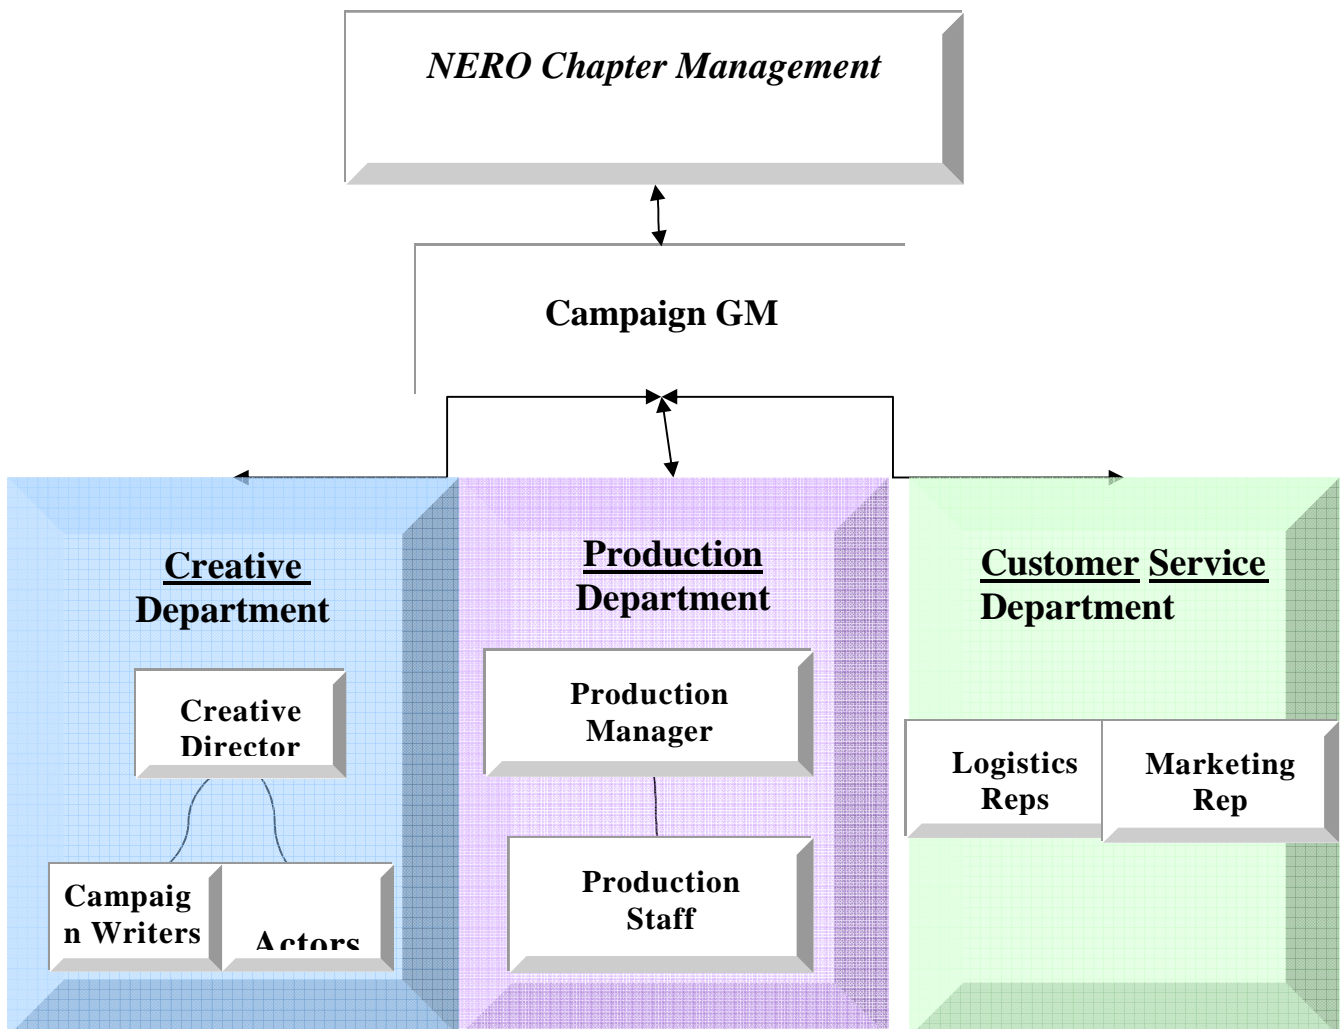 NERO Chapter Management
Campaign GM
Creative
Department
Creative
Director
Campaig
n Writers
Actors
Production
Department
Production
Manager
Production
Staff
Customer Service
Department
Logistics
Reps
Marketing
Rep